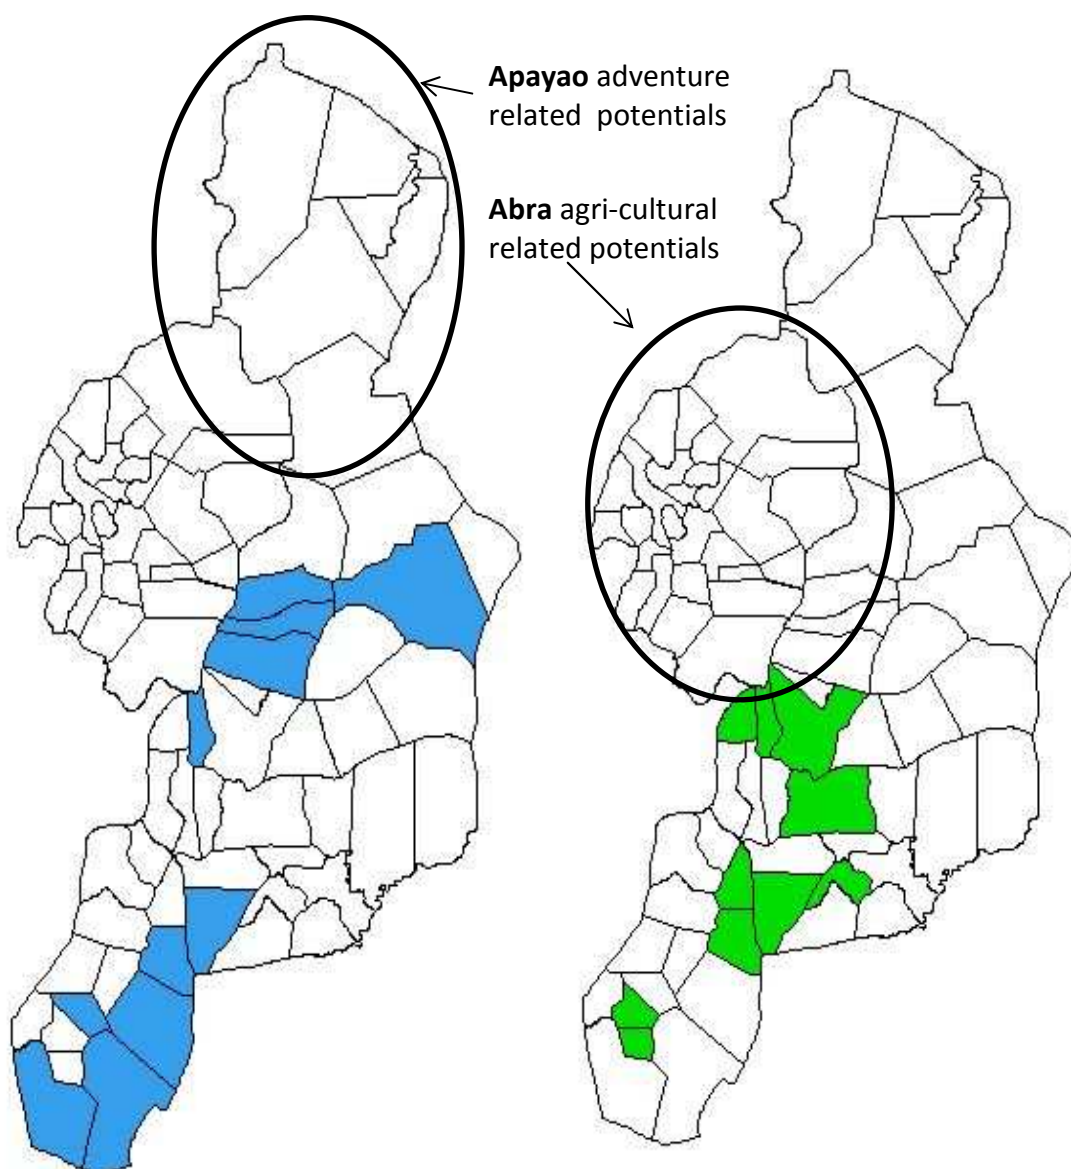 Apayao adventure
related potentials
Abra agri-cultural
related potentials